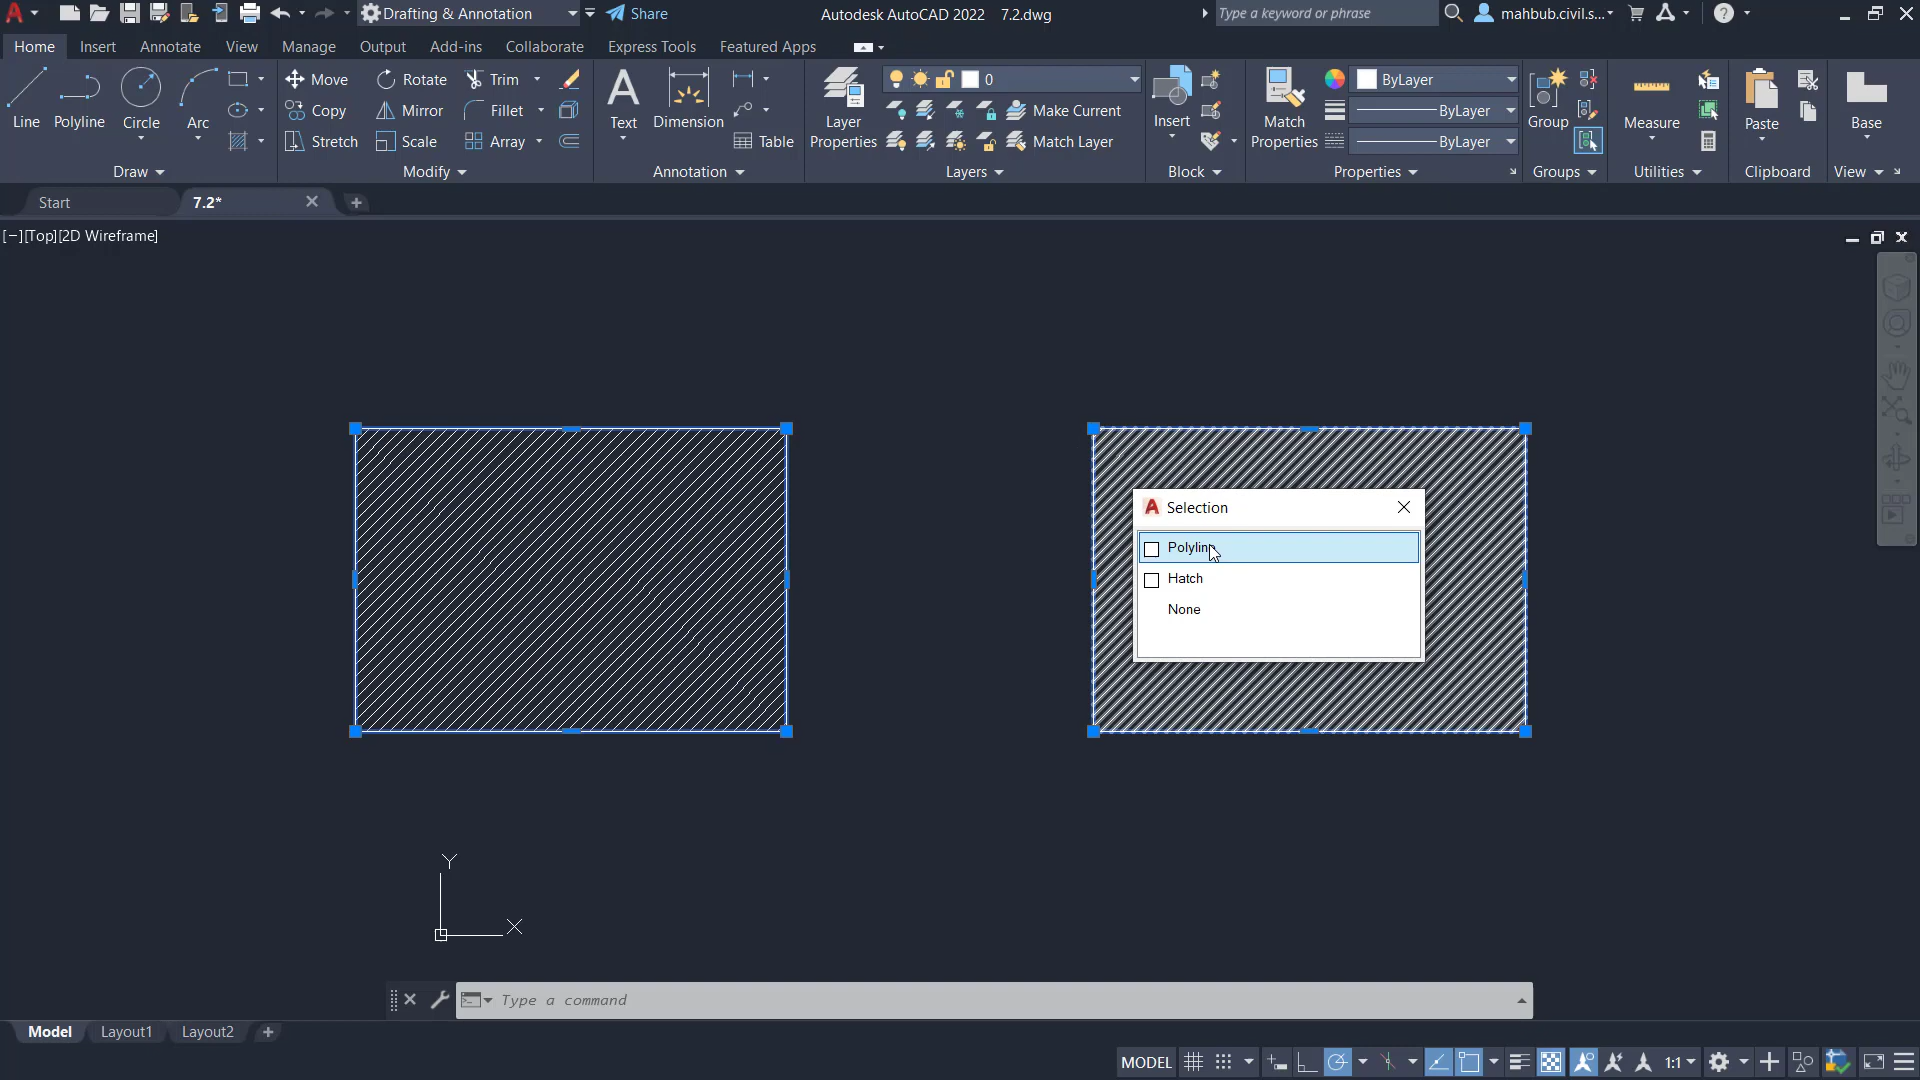 Drafting & Annotation
Share
Autodesk AutoCAD 2022 7.2.dwg
Type a keyword or phrase
mahbub.civil.s...
Home Insert Annotate View Manage Output Add-ins Collaborate Express Tools Featured Apps
Line Polyline Circle Arc
Move Rotate Trim
Copy Mirror Fillet
Stretch Scale Array
Text Dimension
Table
Layer
Properties
0
Make Current
Match Layer
Insert
Match
Properties
ByLayer
ByLayer
ByLayer
Group
Measure
Paste
Base
Draw Modify Annotation Layers Block Properties Groups Utilities Clipboard View
Start 7.2*
[−][Top][2D Wireframe]
Selection
Hatch
None
Y
X
Type a command
Model Layout1 Layout2
MODEL 1:1